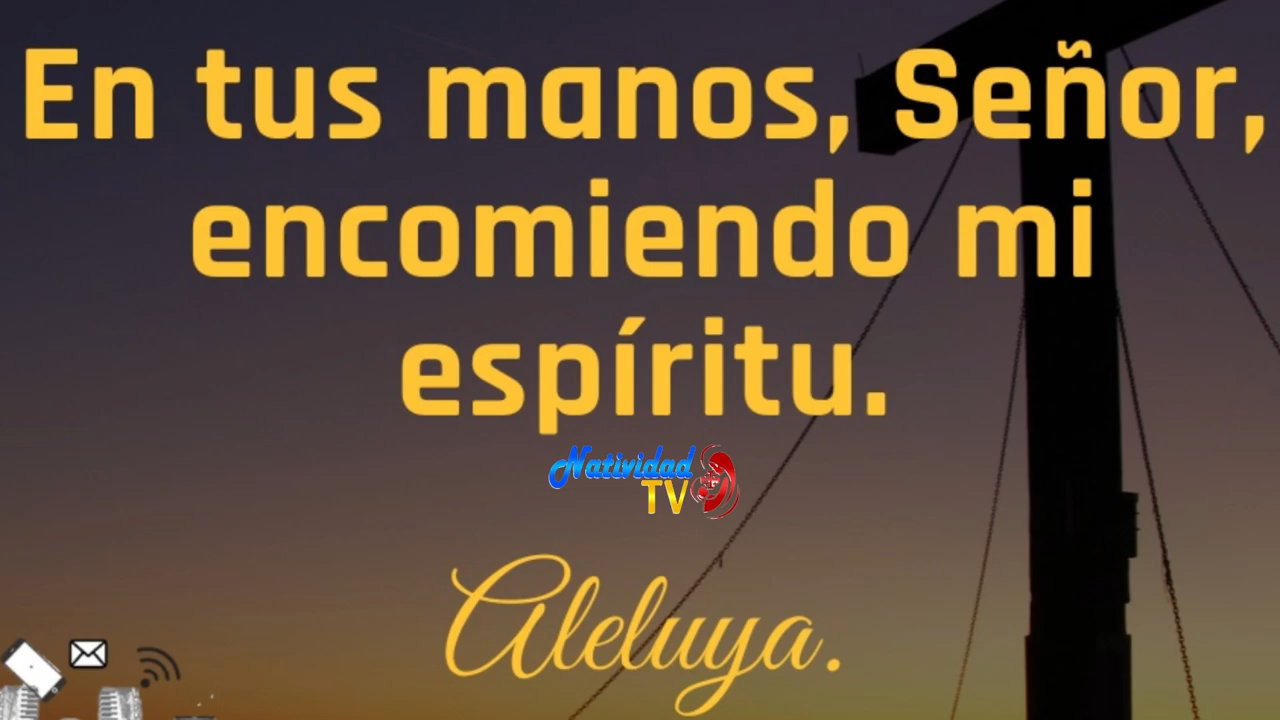 En tus manos, Señor,
encomiendo mi
espíritu.
Natividad
TV
Aleluya.